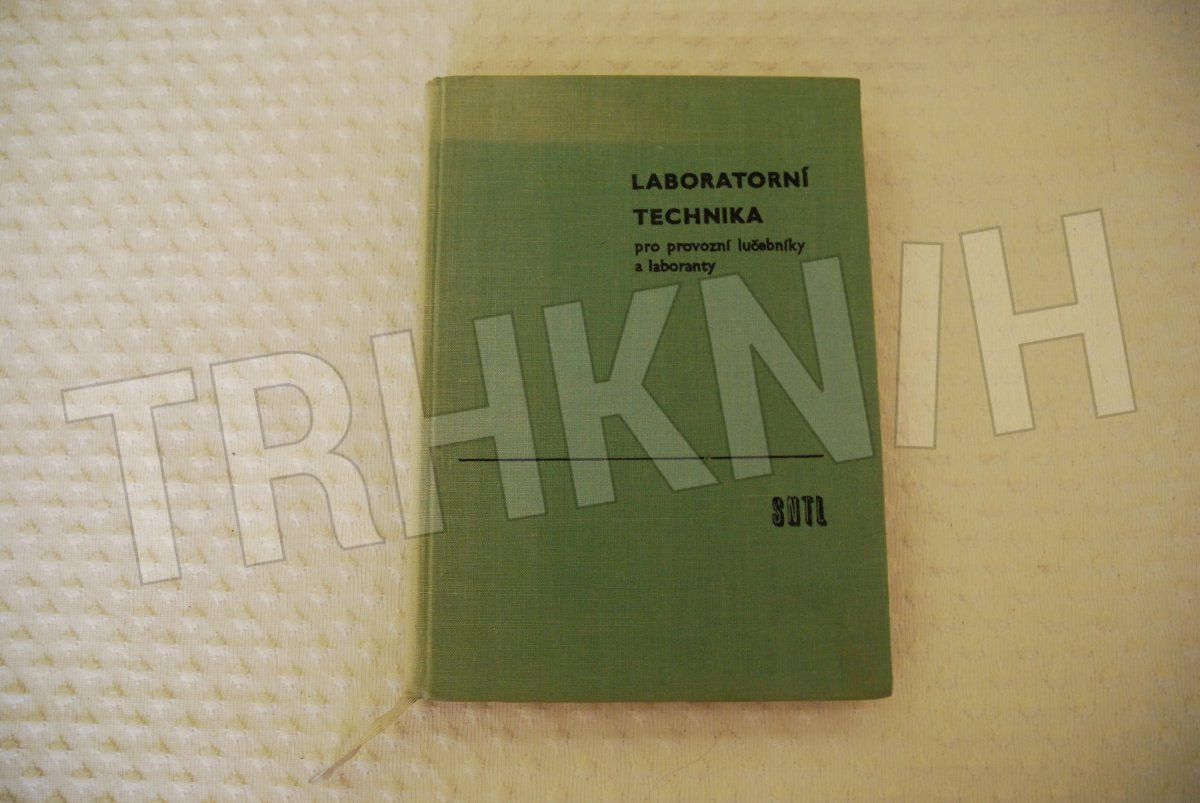 LABORATORNÍ
TECHNIKA
pro provozní lučebníky
a laboranty
TRHKNIH
SNTL